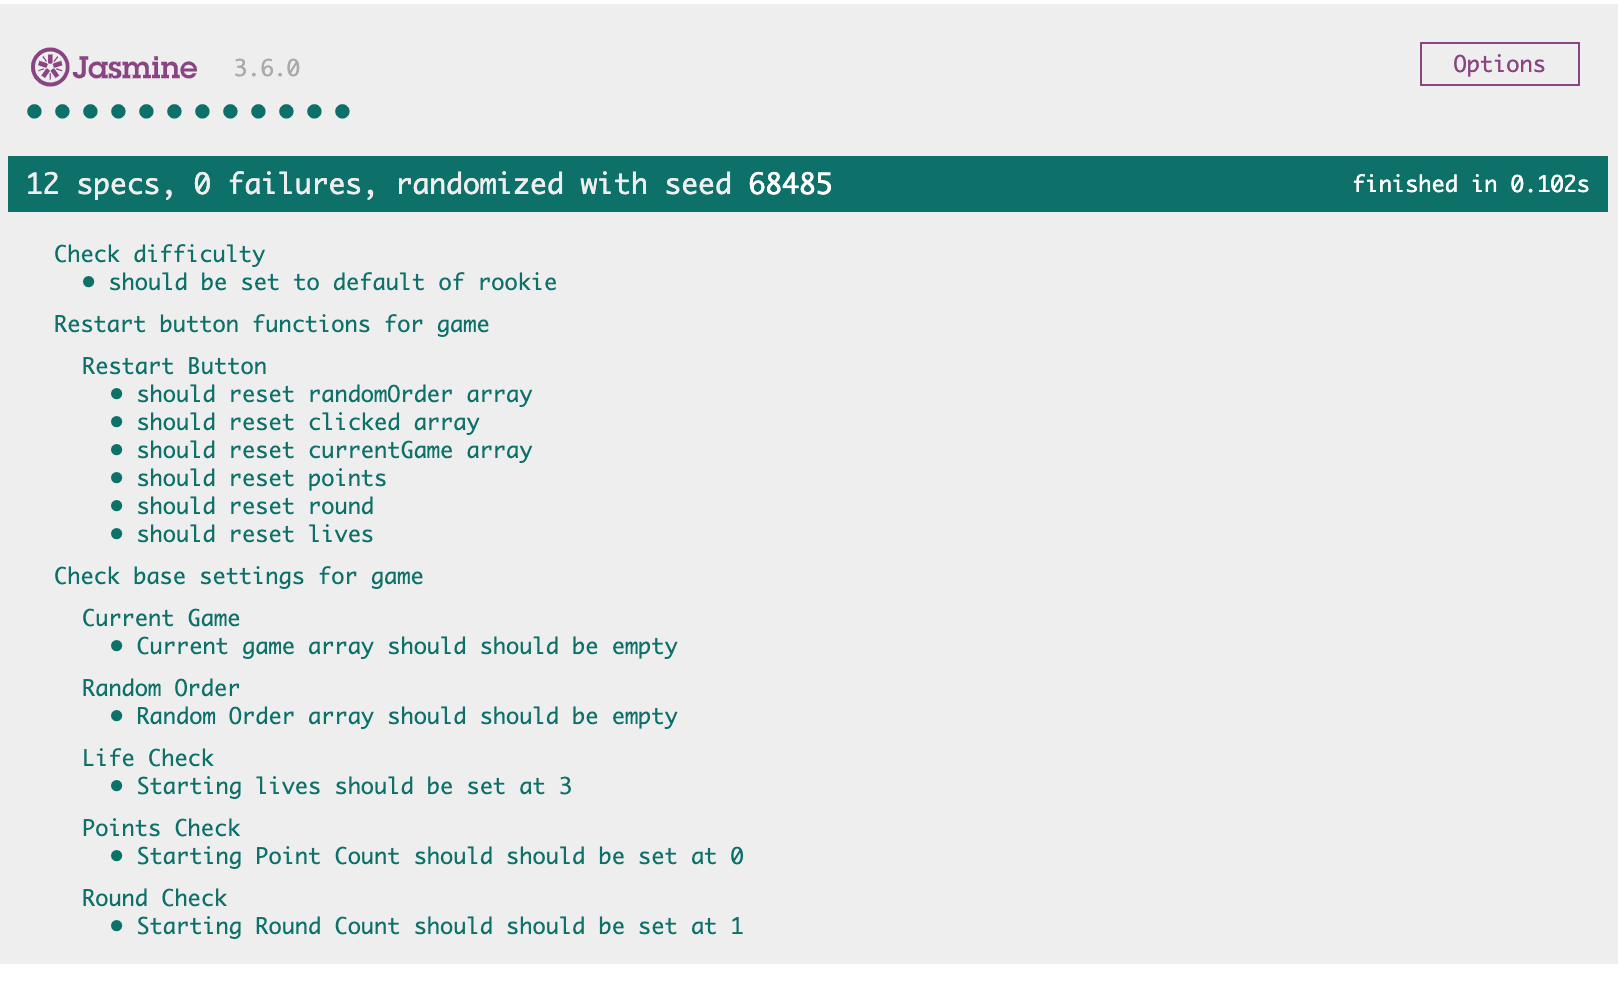 Jasmine 3.6.0 Options
12 specs, 0 failures, randomized with seed 68485 finished in 0.102s
Check difficulty
• should be set to default of rookie
Restart button functions for game
Restart Button
• should reset randomOrder array
• should reset clicked array
• should reset currentGame array
• should reset points
• should reset round
• should reset lives
Check base settings for game
Current Game
• Current game array should should be empty
Random Order
• Random Order array should should be empty
Life Check
• Starting lives should be set at 3
Points Check
• Starting Point Count should should be set at 0
Round Check
• Starting Round Count should should be set at 1